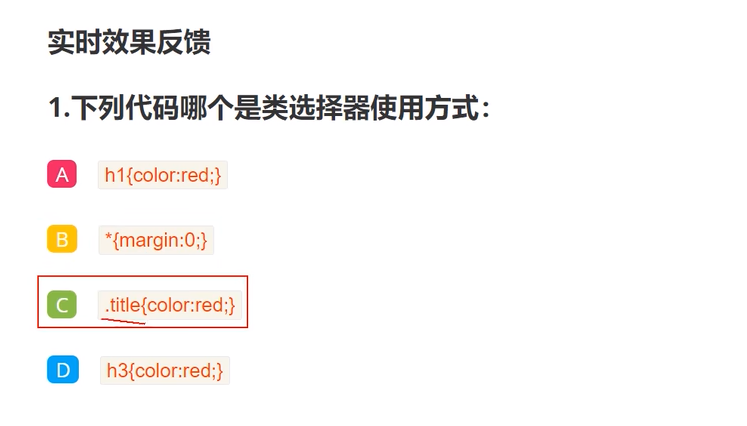 实时效果反馈
1.下列代码哪个是类选择器使用方式：
A h1{color:red;}
B *{margin:0;}
C .title{color:red;}
D h3{color:red;}